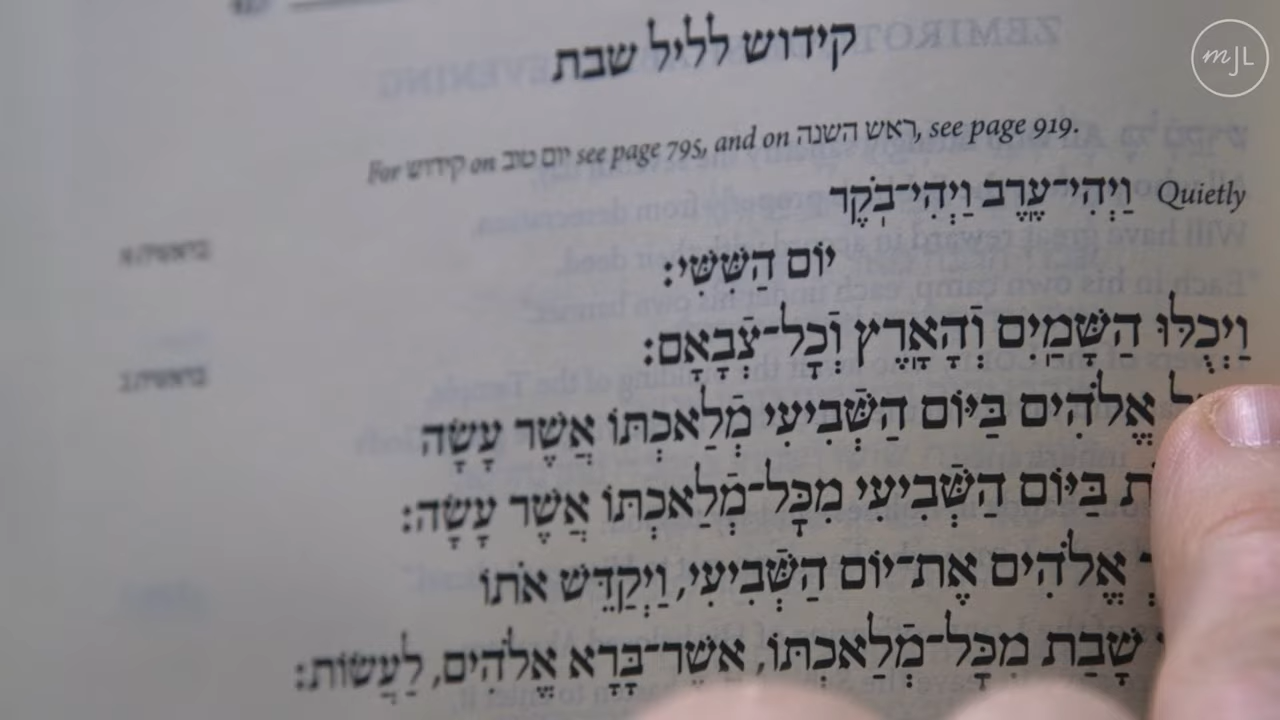 mJL
קידוש לליל שבת
For קידוש on יום טוב see page 795, and on ראש השנה, see page 919.
Quietly וַיְהִי־עֶרֶב וַיְהִי־בֹקֶר
יוֹם הַשִּׁשִּׁי:
וַיְכֻלּוּ הַשָּׁמַיִם וְהָאָרֶץ וְכָל־צְבָאָם:
אֱלֹהִים בַּיּוֹם הַשְּׁבִיעִי מְלַאכְתּוֹ אֲשֶׁר עָשָׂה
בַּיּוֹם הַשְּׁבִיעִי מִכָּל־מְלַאכְתּוֹ אֲשֶׁר עָשָׂה:
אֱלֹהִים אֶת־יוֹם הַשְּׁבִיעִי, וַיְקַדֵּשׁ אֹתוֹ
שָׁבַת מִכָּל־מְלַאכְתּוֹ, אֲשֶׁר־בָּרָא אֱלֹהִים, לַעֲשׂוֹת: